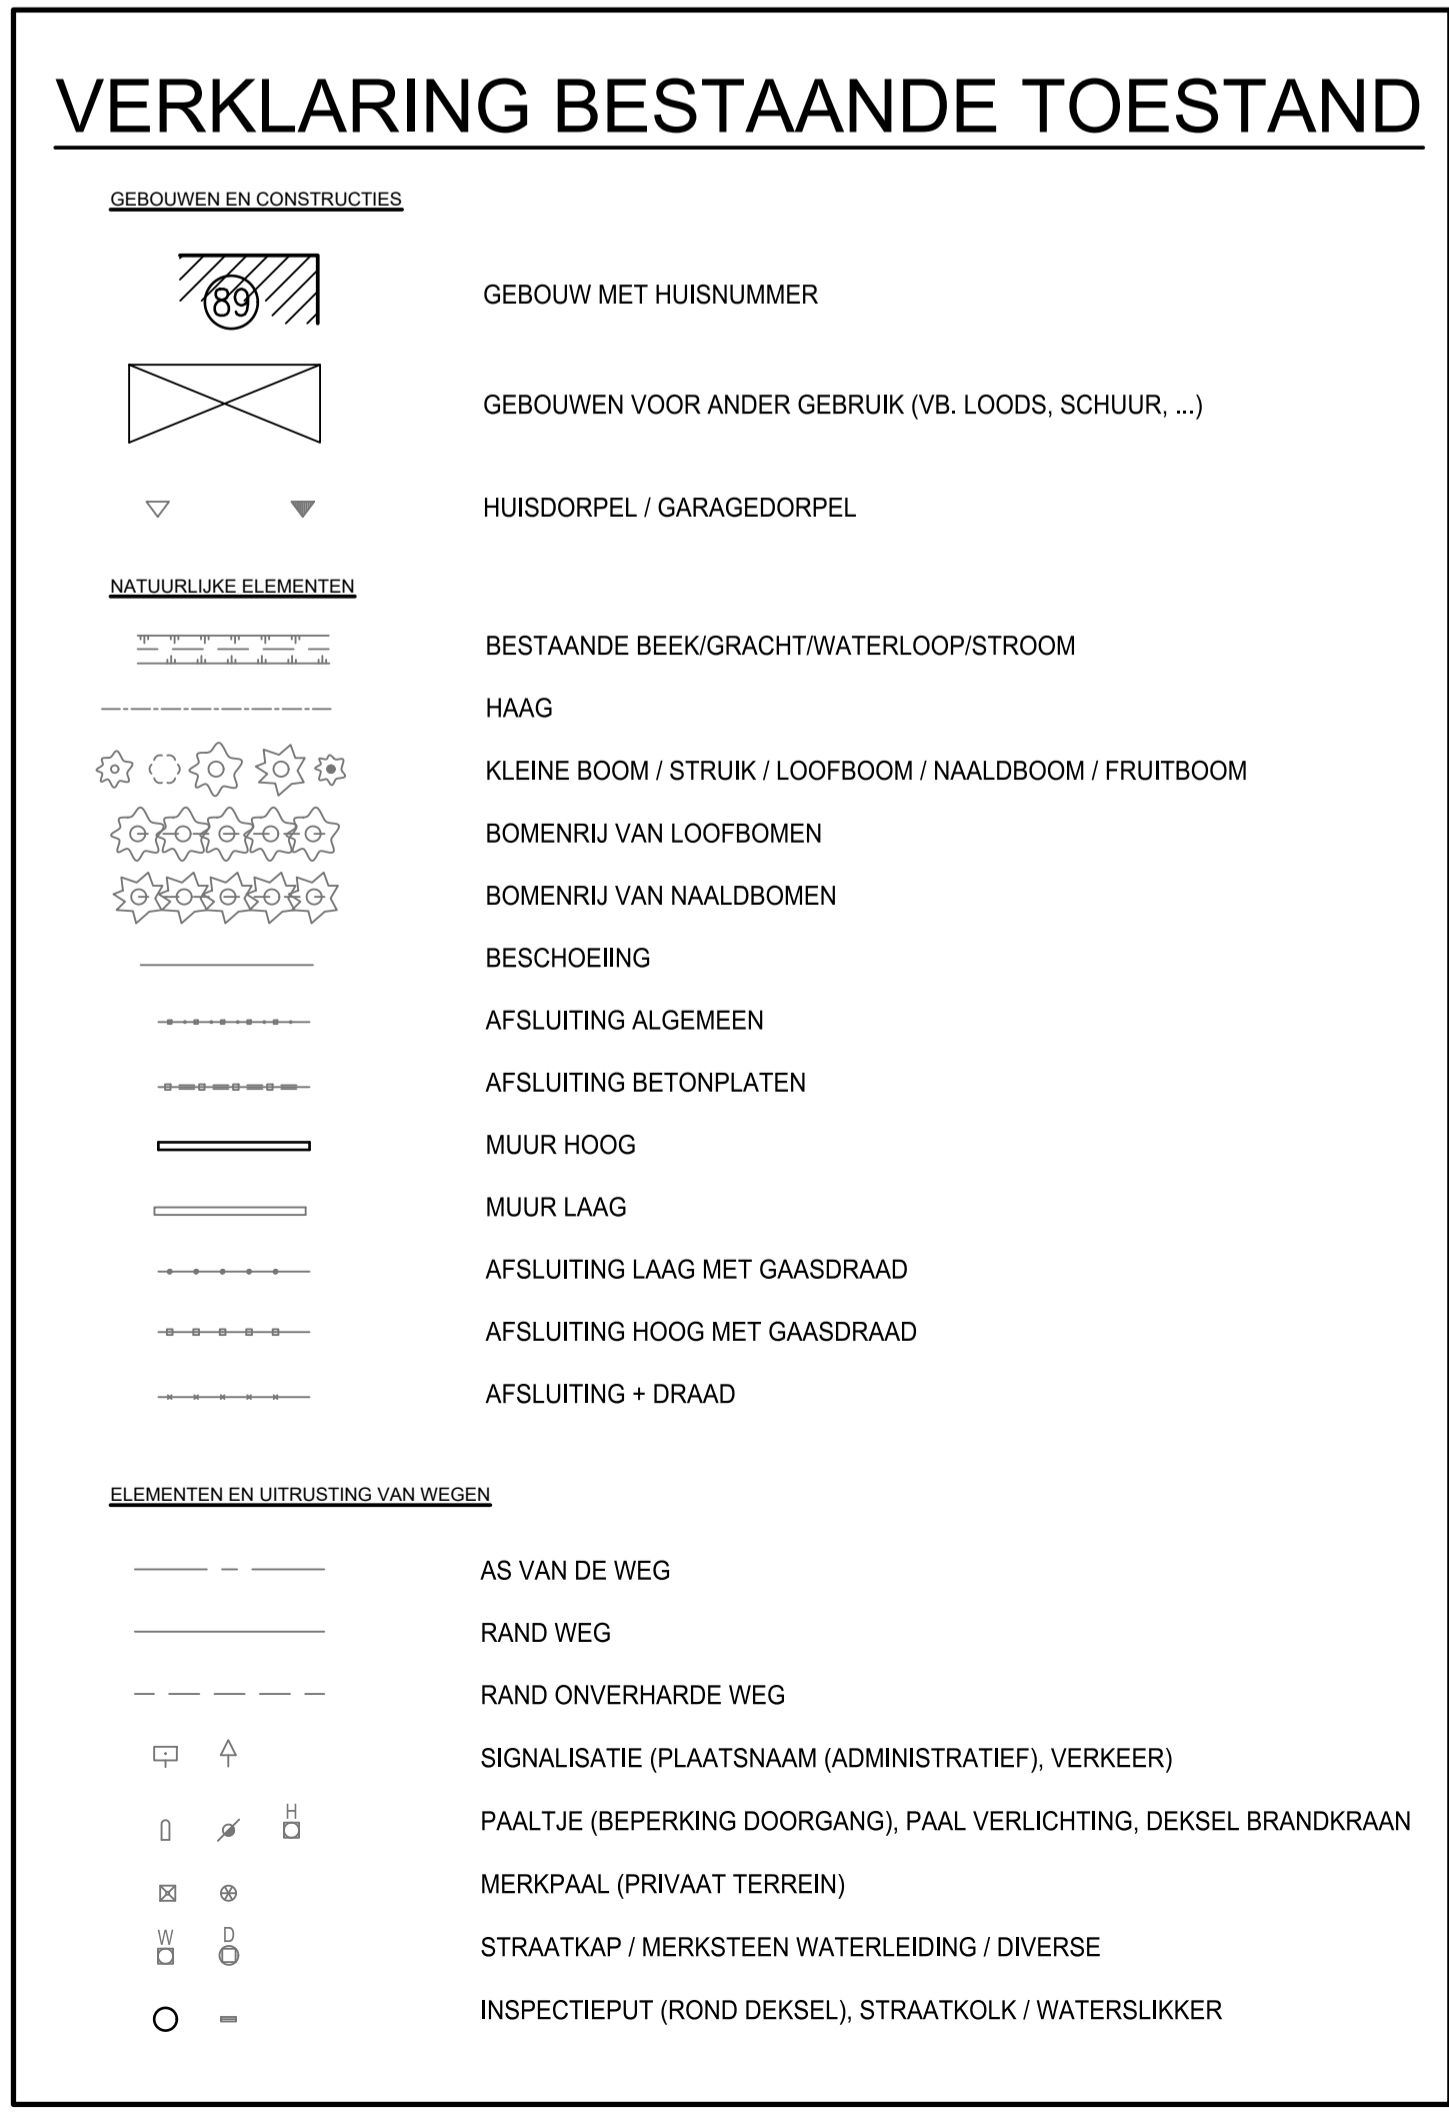 VERKLARING BESTAANDE TOESTAND
GEBOUWEN EN CONSTRUCTIES
89
GEBOUW MET HUISNUMMER
GEBOUWEN VOOR ANDER GEBRUIK (VB. LOODS, SCHUUR, ...)
HUISDORPEL / GARAGEDORPEL
NATUURLIJKE ELEMENTEN
BESTAANDE BEEK/GRACHT/WATERLOOP/STROOM
HAAG
KLEINE BOOM / STRUIK / LOOFBOOM / NAALDBOOM / FRUITBOOM
BOMENRIJ VAN LOOFBOMEN
BOMENRIJ VAN NAALDBOMEN
BESCHOEIING
AFSLUITING ALGEMEEN
AFSLUITING BETONPLATEN
MUUR HOOG
MUUR LAAG
AFSLUITING LAAG MET GAASDRAAD
AFSLUITING HOOG MET GAASDRAAD
AFSLUITING + DRAAD
ELEMENTEN EN UITRUSTING VAN WEGEN
AS VAN DE WEG
RAND WEG
RAND ONVERHARDE WEG
SIGNALISATIE (PLAATSNAAM (ADMINISTRATIEF), VERKEER)
H
PAALTJE (BEPERKING DOORGANG), PAAL VERLICHTING, DEKSEL BRANDKRAAN
MERKPAAL (PRIVAAT TERREIN)
W D
STRAATKAP / MERKSTEEN WATERLEIDING / DIVERSE
INSPECTIEPUT (ROND DEKSEL), STRAATKOLK / WATERSLIKKER